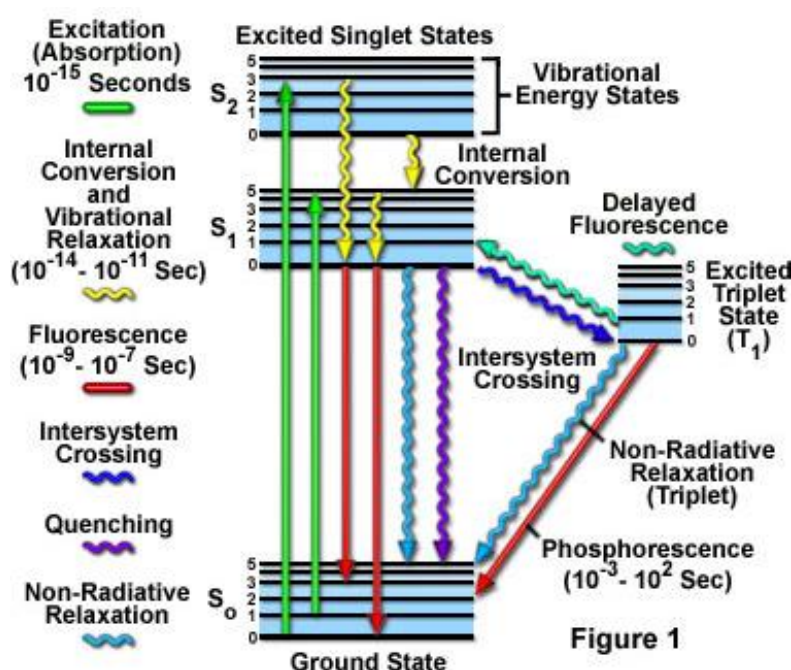 Excitation
(Absorption)
10⁻¹⁵ Seconds
Internal
Conversion
and
Vibrational
Relaxation
(10⁻¹⁴- 10⁻¹¹ Sec)
Fluorescence
(10⁻⁹- 10⁻⁷ Sec)
Intersystem
Crossing
Quenching
Non-Radiative
Relaxation
Excited Singlet States
S₂
5
3
2
1
0
Vibrational
Energy States
Internal
Conversion
S₁
5
3
2
1
0
Delayed
Fluorescence
5
3
2
1
0
Excited
Triplet
State
(T₁)
Intersystem
Crossing
Non-Radiative
Relaxation
(Triplet)
Phosphorescence
(10⁻³- 10² Sec)
Sₒ
5
3
2
1
0
Ground State
Figure 1